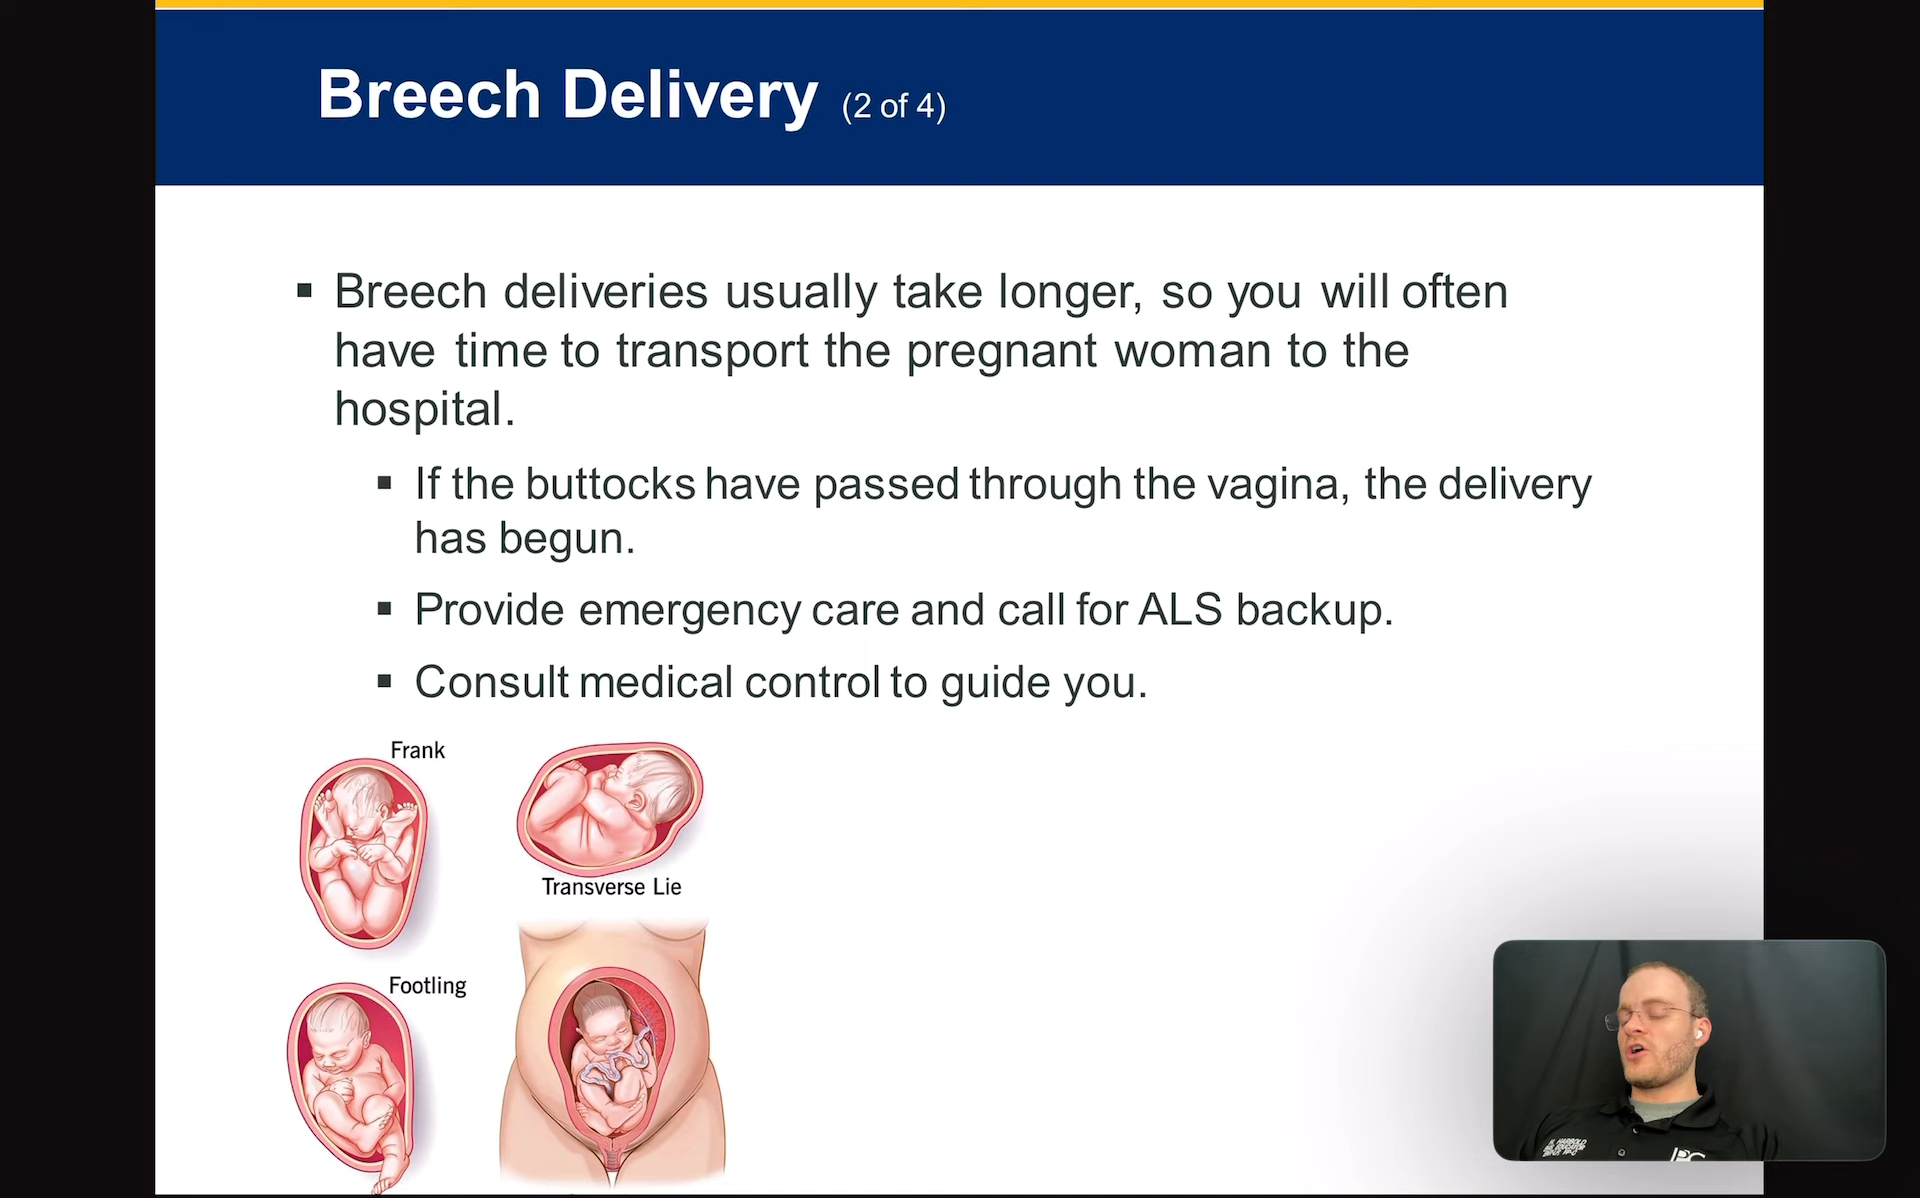 Breech Delivery (2 of 4)
▪ Breech deliveries usually take longer, so you will often
have time to transport the pregnant woman to the
hospital.
▪ If the buttocks have passed through the vagina, the delivery
has begun.
▪ Provide emergency care and call for ALS backup.
▪ Consult medical control to guide you.
Frank
Transverse Lie
Footling